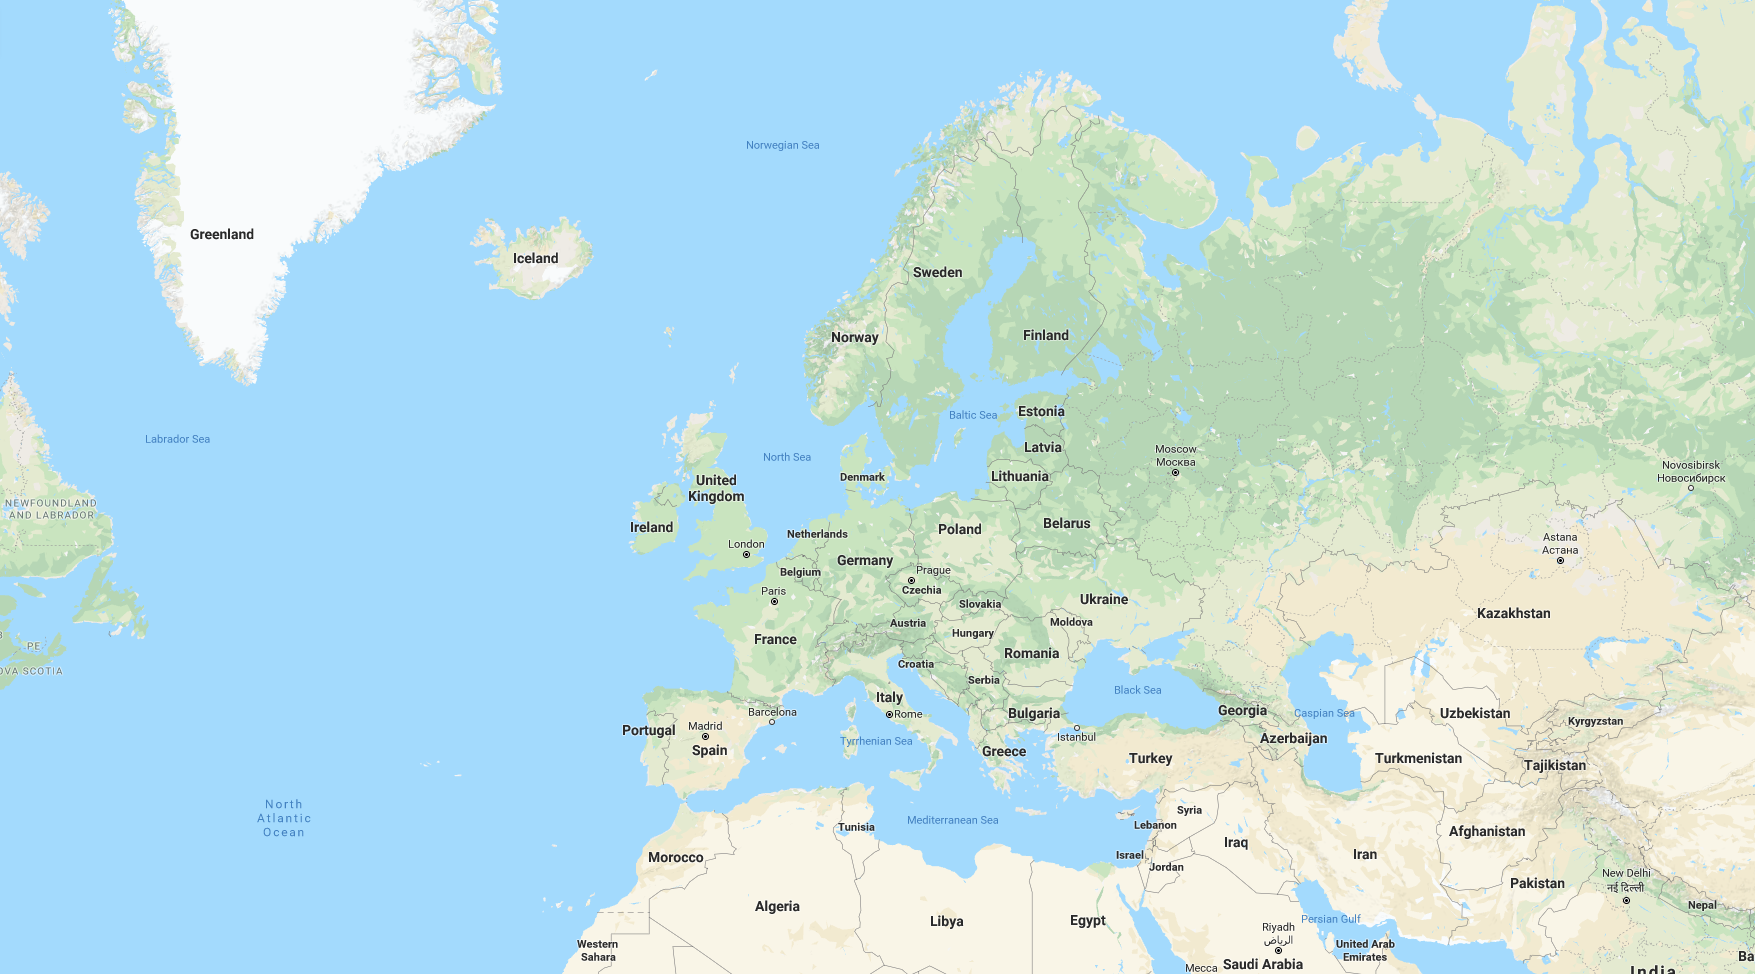 Norwegian Sea
Greenland
Iceland
Sweden
Finland
Norway
Estonia
Baltic Sea
Labrador Sea
Latvia
Moscow
Москва
North Sea
Lithuania
Denmark
Novosibirsk
Новосибирск
United
Kingdom
NEWFOUNDLAND
AND LABRADOR
Ireland
Belarus
Poland
Netherlands
London
Astana
Астана
Germany
Belgium
Prague
Czechia
Paris
Slovakia
Ukraine
Kazakhstan
Austria
Moldova
Hungary
France
PE
Romania
Croatia
OVA SCOTIA
Serbia
Black Sea
Italy
Georgia
Barcelona
Rome
Bulgaria
Caspian Sea
Uzbekistan
Kyrgyzstan
Madrid
Portugal
Istanbul
Azerbaijan
Tyrrhenian Sea
Spain
Greece
Turkey
Turkmenistan
Tajikistan
North
Atlantic
Ocean
Syria
Mediterranean Sea
Lebanon
Tunisia
Afghanistan
Iraq
Morocco
Israel
Iran
Jordan
New Delhi
नई दिल्ली
Pakistan
Algeria
Nepal
Libya
Egypt
Persian Gulf
Riyadh
الرياض
Western
Sahara
United Arab
Emirates
Ba
Mecca
Saudi Arabia
India